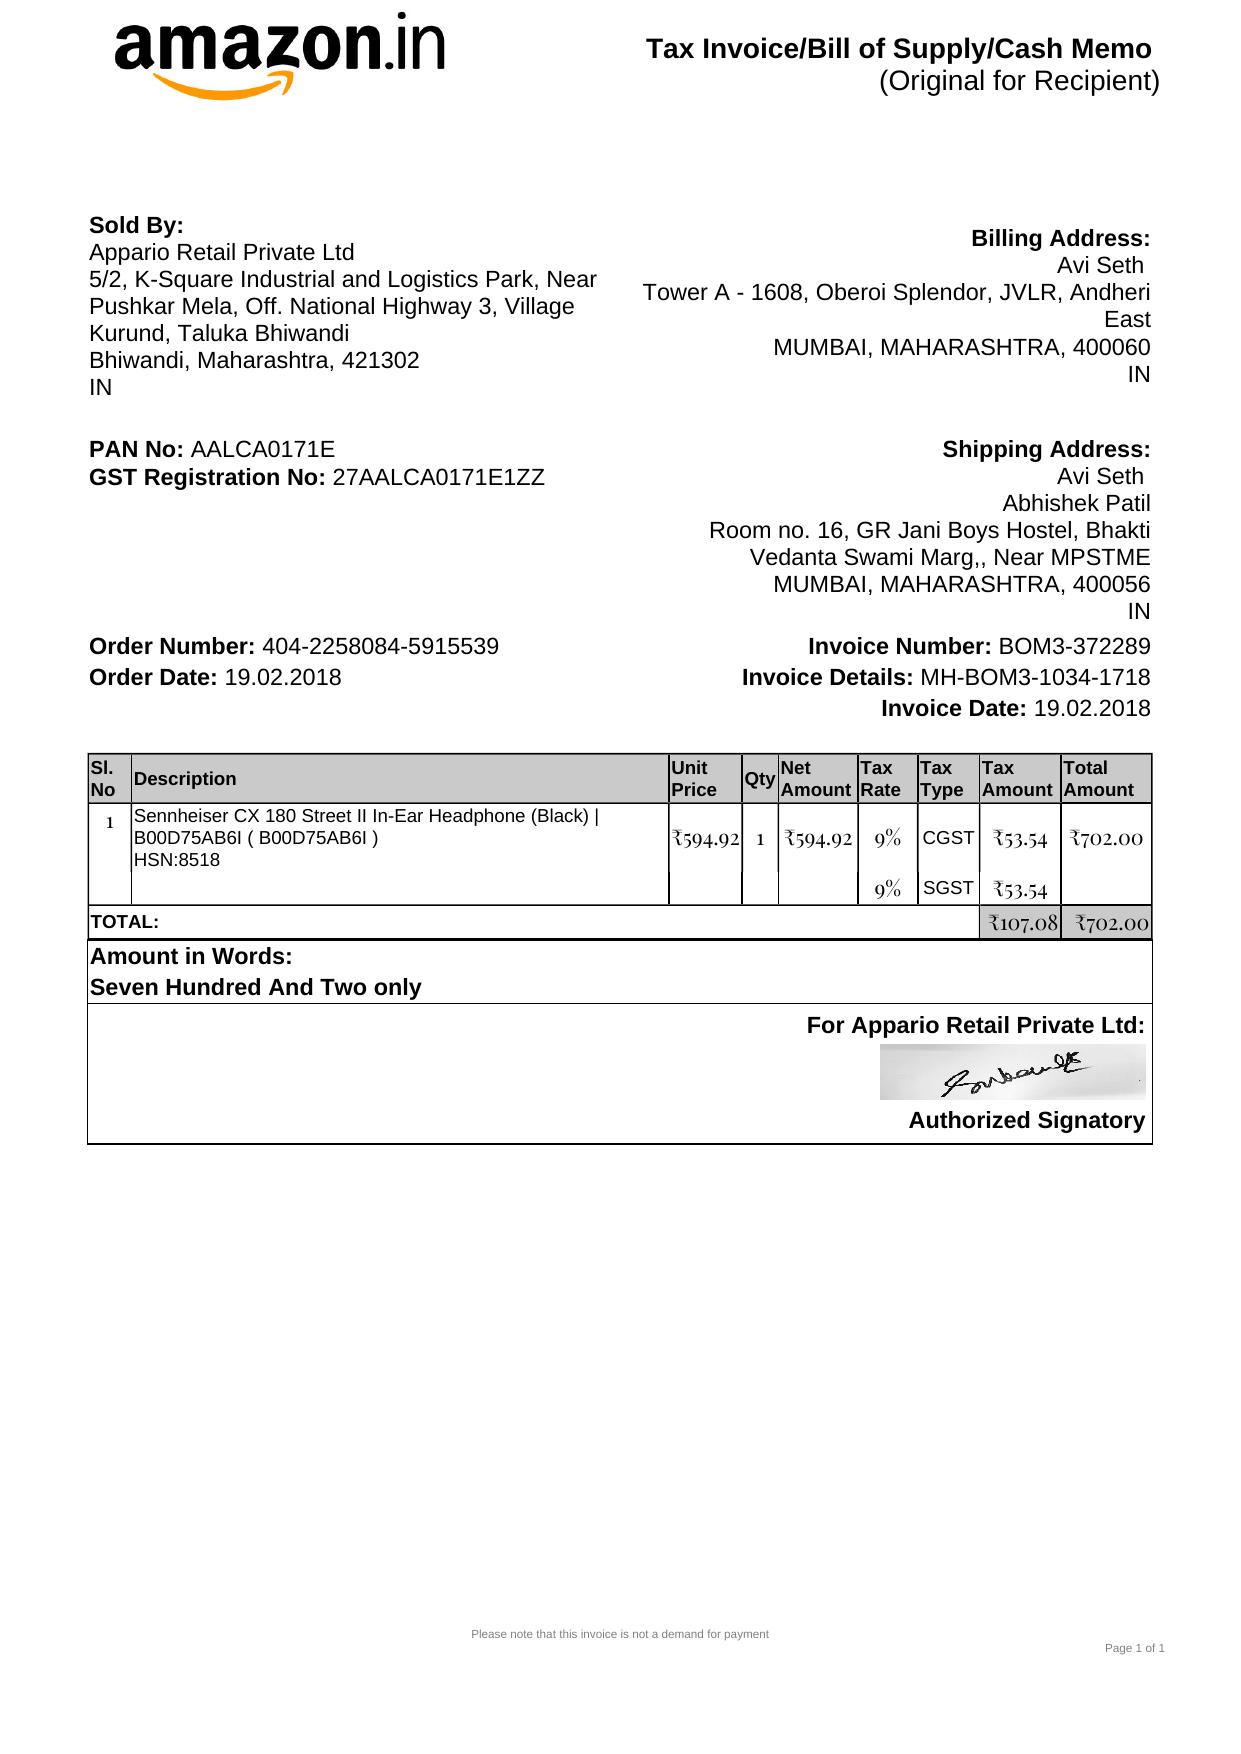 amazon.in
Tax Invoice/Bill of Supply/Cash Memo
(Original for Recipient)
Sold By:
Appario Retail Private Ltd
5/2, K-Square Industrial and Logistics Park, Near
Pushkar Mela, Off. National Highway 3, Village
Kurund, Taluka Bhiwandi
Bhiwandi, Maharashtra, 421302
IN
Billing Address:
Avi Seth
Tower A - 1608, Oberoi Splendor, JVLR, Andheri
East
MUMBAI, MAHARASHTRA, 400060
IN
PAN No: AALCA0171E
GST Registration No: 27AALCA0171E1ZZ
Shipping Address:
Avi Seth
Abhishek Patil
Room no. 16, GR Jani Boys Hostel, Bhakti
Vedanta Swami Marg,, Near MPSTME
MUMBAI, MAHARASHTRA, 400056
IN
Order Number: 404-2258084-5915539
Order Date: 19.02.2018
Invoice Number: BOM3-372289
Invoice Details: MH-BOM3-1034-1718
Invoice Date: 19.02.2018
Sl. No Description Unit Price Qty Net Amount Tax Rate Tax Type Tax Amount Total Amount
1 Sennheiser CX 180 Street II In-Ear Headphone (Black) |
B00D75AB6I ( B00D75AB6I ) ₹594.92 1 ₹594.92 9% CGST ₹53.54 ₹702.00
HSN:8518
9% SGST ₹53.54
TOTAL: ₹107.08 ₹702.00
Amount in Words:
Seven Hundred And Two only
For Appario Retail Private Ltd:
Authorized Signatory
Please note that this invoice is not a demand for payment
Page 1 of 1